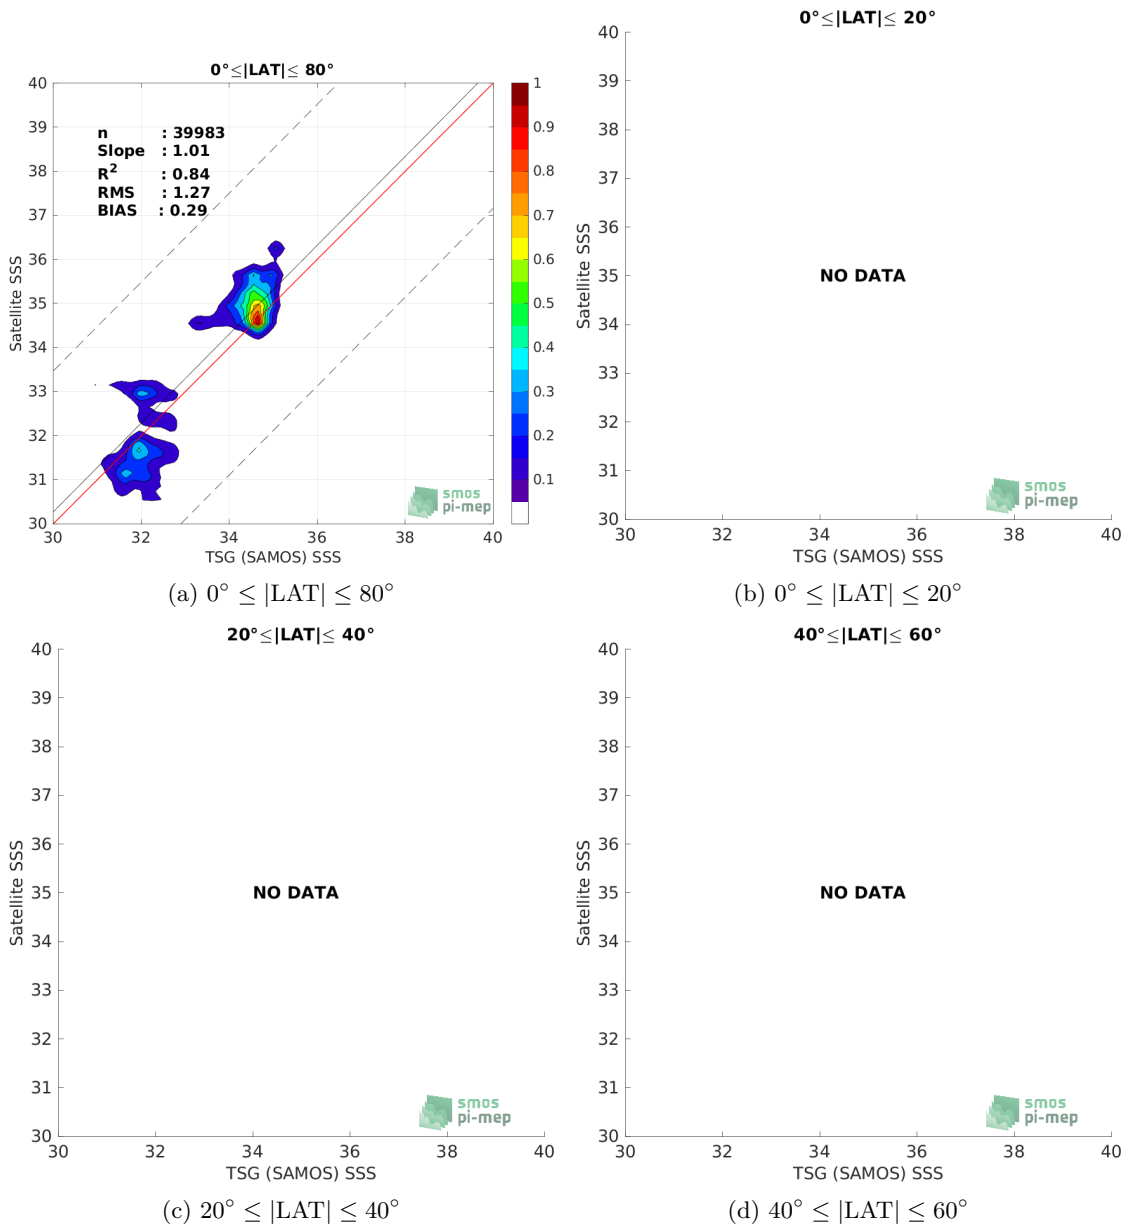 0°≤|LAT|≤ 80°
40
39
38
37
36
35
34
33
32
31
30
Satellite SSS
n : 39983
Slope : 1.01
R² : 0.84
RMS : 1.27
BIAS : 0.29
1
0.9
0.8
0.7
0.6
0.5
0.4
0.3
0.2
0.1
smos
pi-mep
30 32 34 36 38 40
TSG (SAMOS) SSS
(a) 0° ≤ |LAT| ≤ 80°
0°≤|LAT|≤ 20°
40
39
38
37
36
35
34
33
32
31
30
Satellite SSS
NO DATA
smos
pi-mep
30 32 34 36 38 40
TSG (SAMOS) SSS
(b) 0° ≤ |LAT| ≤ 20°
20°≤|LAT|≤ 40°
40
39
38
37
36
35
34
33
32
31
30
Satellite SSS
NO DATA
smos
pi-mep
30 32 34 36 38 40
TSG (SAMOS) SSS
(c) 20° ≤ |LAT| ≤ 40°
40°≤|LAT|≤ 60°
40
39
38
37
36
35
34
33
32
31
30
Satellite SSS
NO DATA
smos
pi-mep
30 32 34 36 38 40
TSG (SAMOS) SSS
(d) 40° ≤ |LAT| ≤ 60°